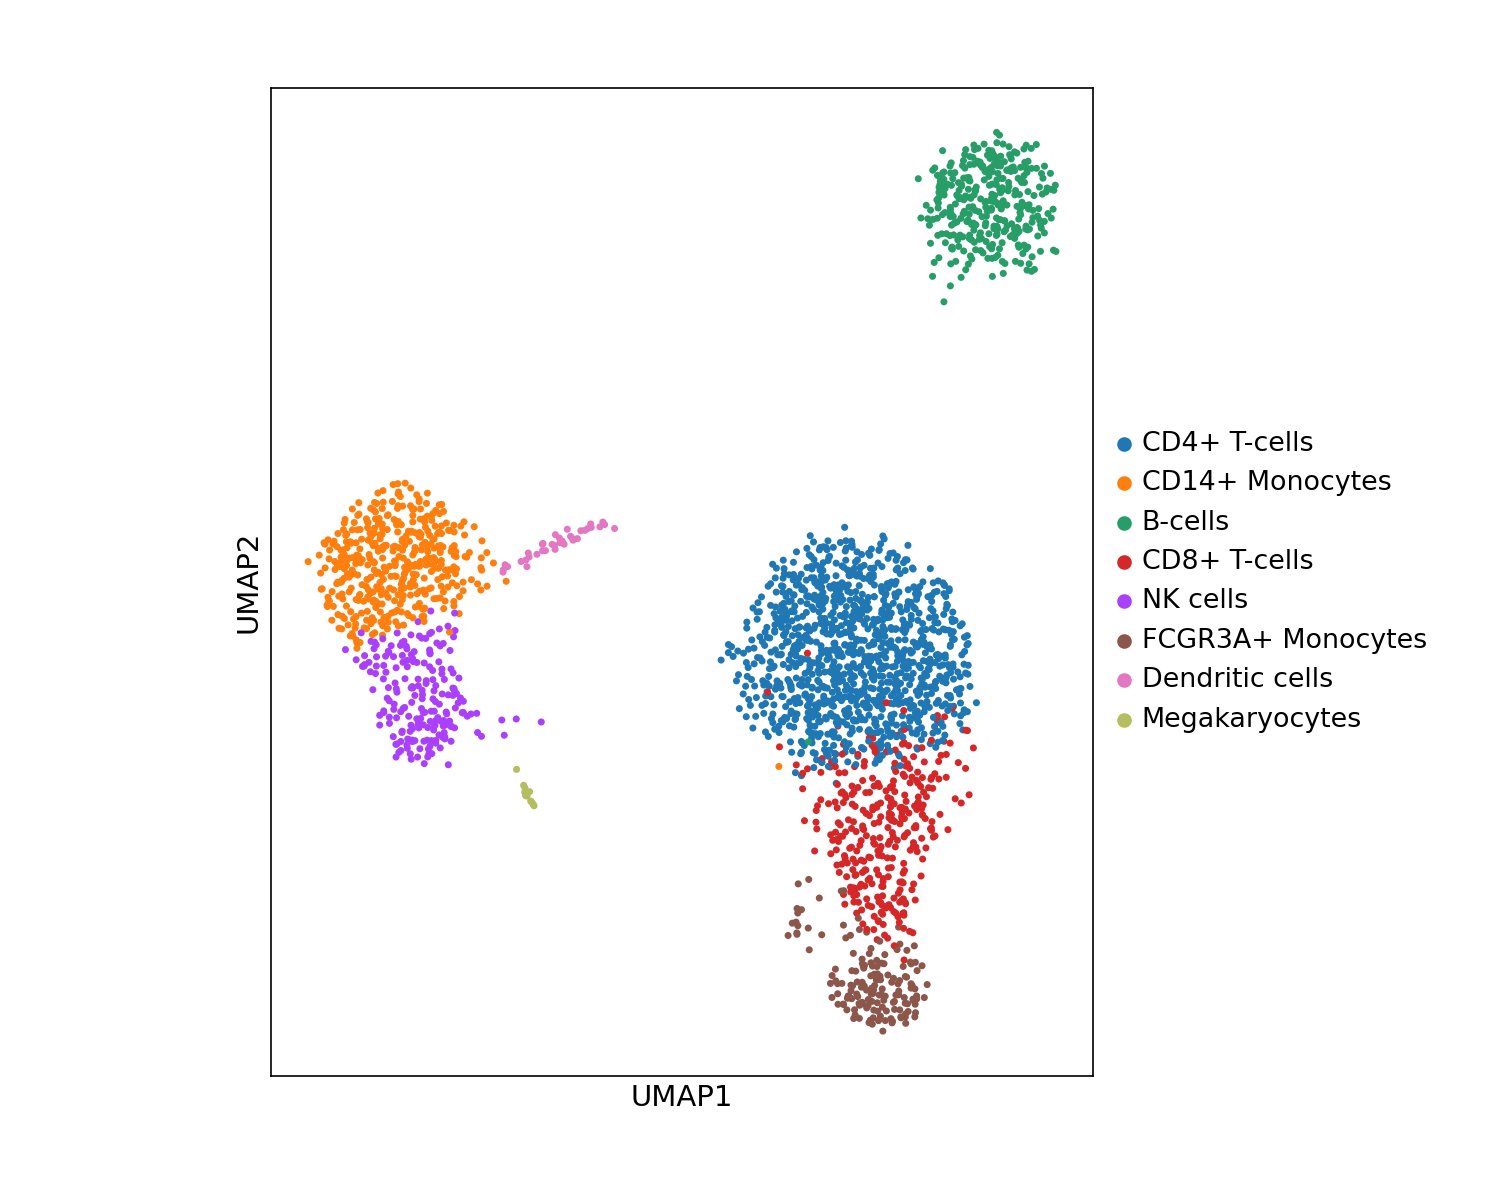 UMAP2
UMAP1
CD4+ T-cells
CD14+ Monocytes
B-cells
CD8+ T-cells
NK cells
FCGR3A+ Monocytes
Dendritic cells
Megakaryocytes